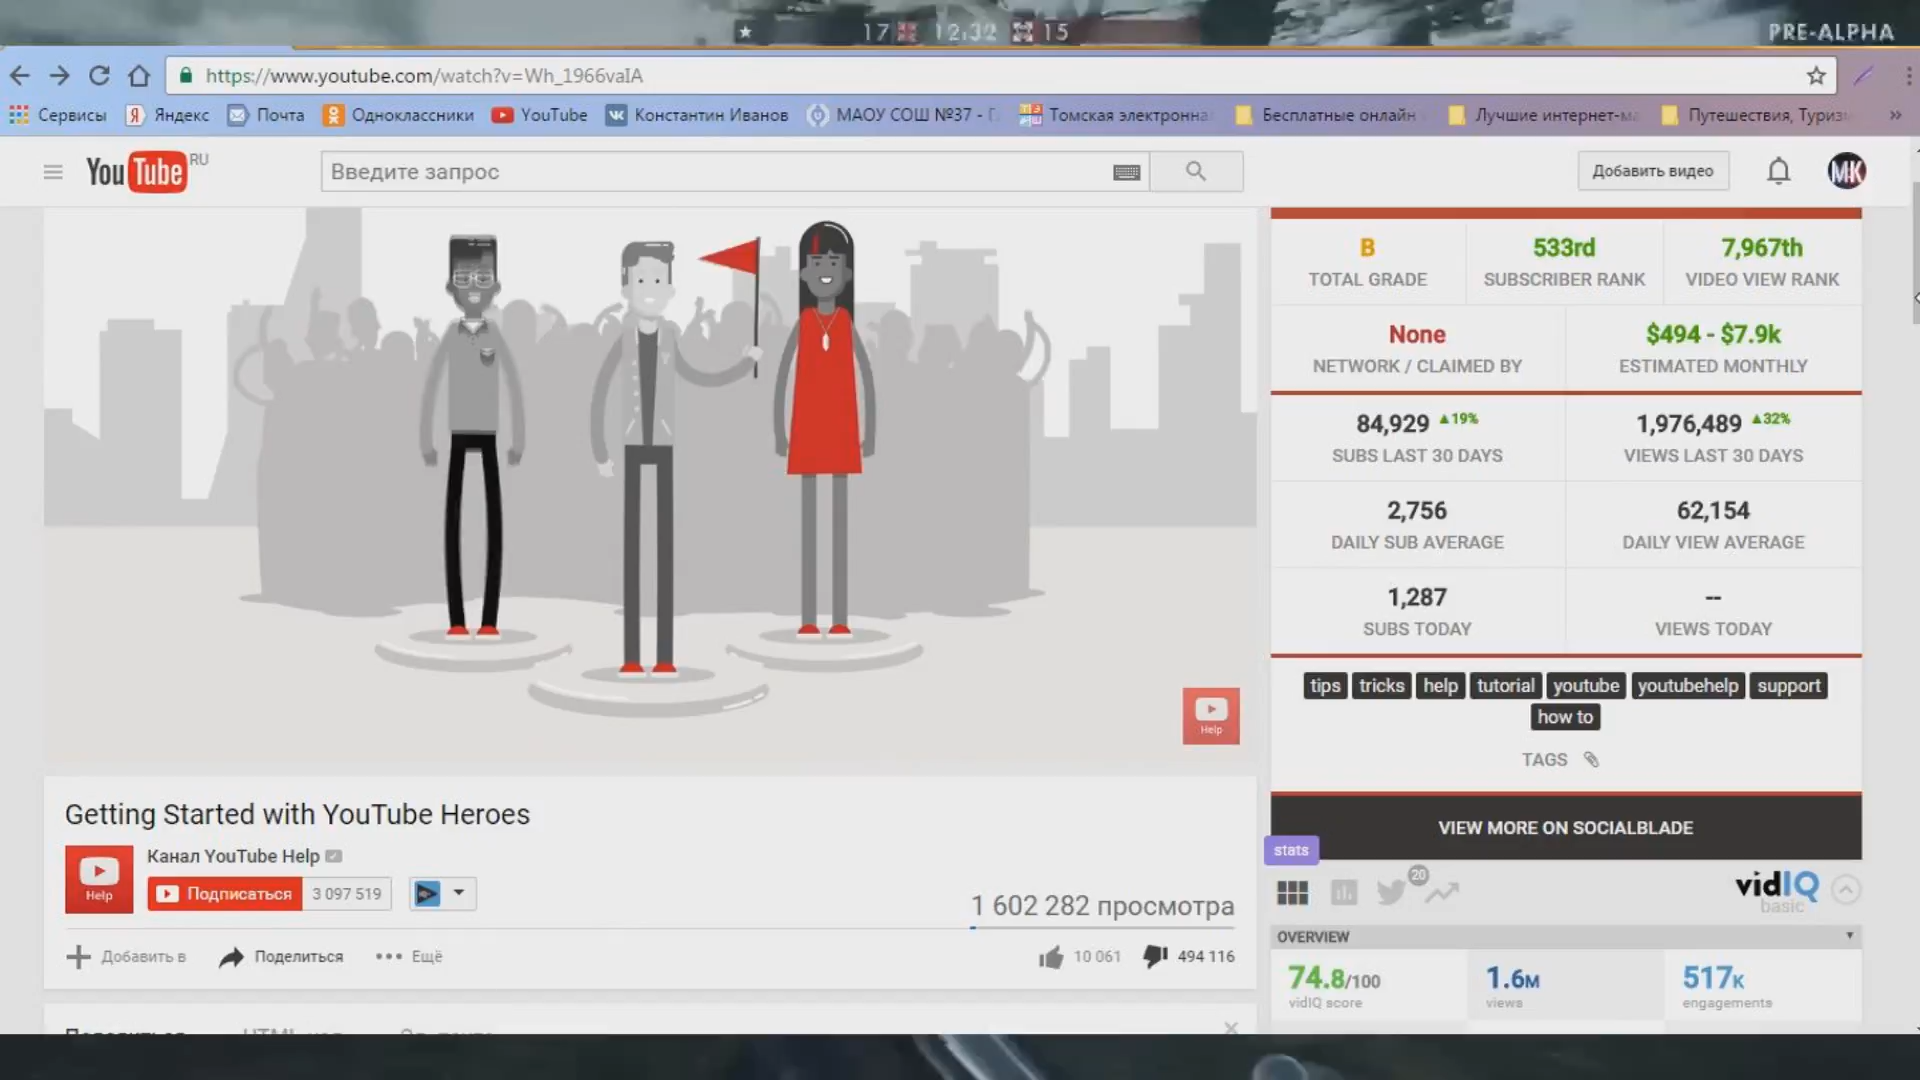 17 12:32 15
PRE-ALPHA
https://www.youtube.com/watch?v=Wh_1966vaIA
Сервисы Яндекс Почта Одноклассники YouTube Константин Иванов МАОУ СОШ №37 - Томская электронна Бесплатные онлайн Лучшие интернет-ма Путешествия, Туриз »
YouTube RU
Введите запрос
Добавить видео
MK
B 533rd 7,967th
TOTAL GRADE SUBSCRIBER RANK VIDEO VIEW RANK
None $494 - $7.9k
NETWORK / CLAIMED BY ESTIMATED MONTHLY
84,929 ▲19% 1,976,489 ▲32%
SUBS LAST 30 DAYS VIEWS LAST 30 DAYS
2,756 62,154
DAILY SUB AVERAGE DAILY VIEW AVERAGE
1,287 --
SUBS TODAY VIEWS TODAY
tips tricks help tutorial youtube youtubehelp support
how to
TAGS
VIEW MORE ON SOCIALBLADE
stats
20
vidIQ
basic
OVERVIEW
74.8/100 1.6M 517K
vidIQ score views engagements
Help
Getting Started with YouTube Heroes
Канал YouTube Help
Help
Подписаться 3 097 519
1 602 282 просмотра
Добавить в Поделиться Ещё
10 061 494 116